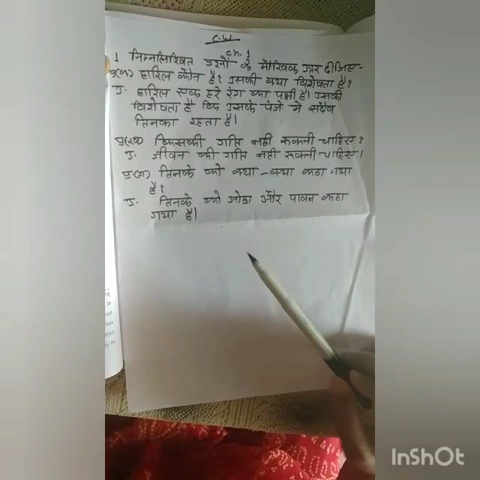 C.W
Ch. 1
1 निम्नलिखित प्रश्नों के मौखिक उत्तर दीजिए-
प्र(क) हारिल कौन है? उसकी क्या विशेषता है?
उ. हारिल एक हरे रंग का पक्षी है। उसकी
विशेषता है कि उसके पंजे में सदैव
तिनका रहता है।
प्र(ख) किसकी गति नहीं रुकनी चाहिए?
उ. जीवन की गति नहीं रुकनी चाहिए।
प्र(ग) तिनके को क्या-क्या कहा गया
है?
उ. तिनके को ओछा और पावन कहा
गया है।
InShOt